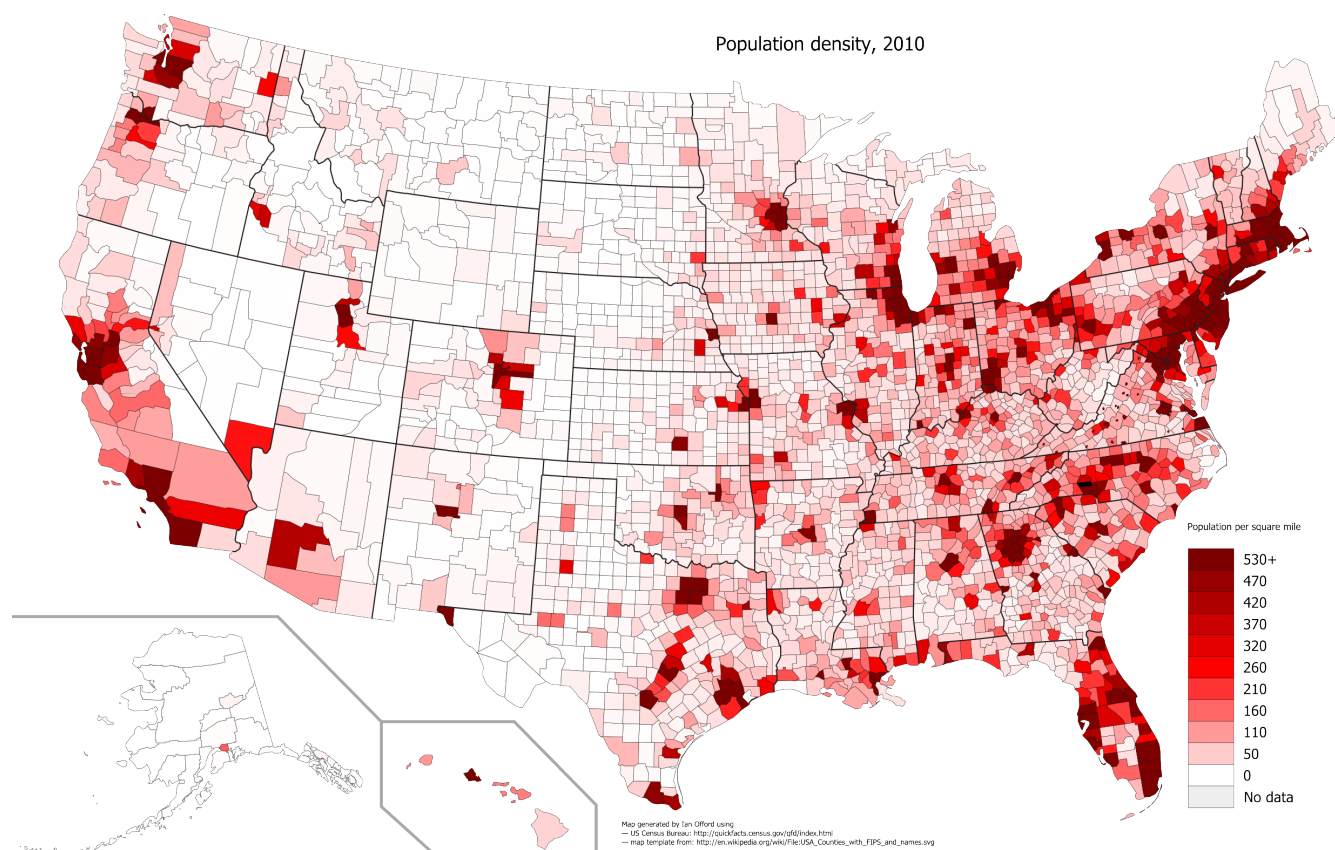 Population density, 2010
Population per square mile
530+
470
420
370
320
260
210
160
110
50
0
No data
Map generated by Ian Offord using
— US Census Bureau: http://quickfacts.census.gov/qfd/index.html
— map template from: http://en.wikipedia.org/wiki/File:USA_Counties_with_FIPS_and_names.svg